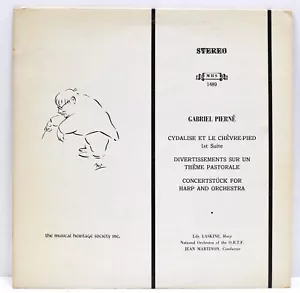 STEREO
MHS
1489
GABRIEL PIERNÉ
CYDALISE ET LE CHÈVRE-PIED
1st Suite
DIVERTISSEMENTS SUR UN
THÈME PASTORALE
CONCERTSTÜCK FOR
HARP AND ORCHESTRA
Lily LASKINE, Harp
National Orchestra of the O.R.T.F.
JEAN MARTINON, Conductor
the musical heritage society inc.